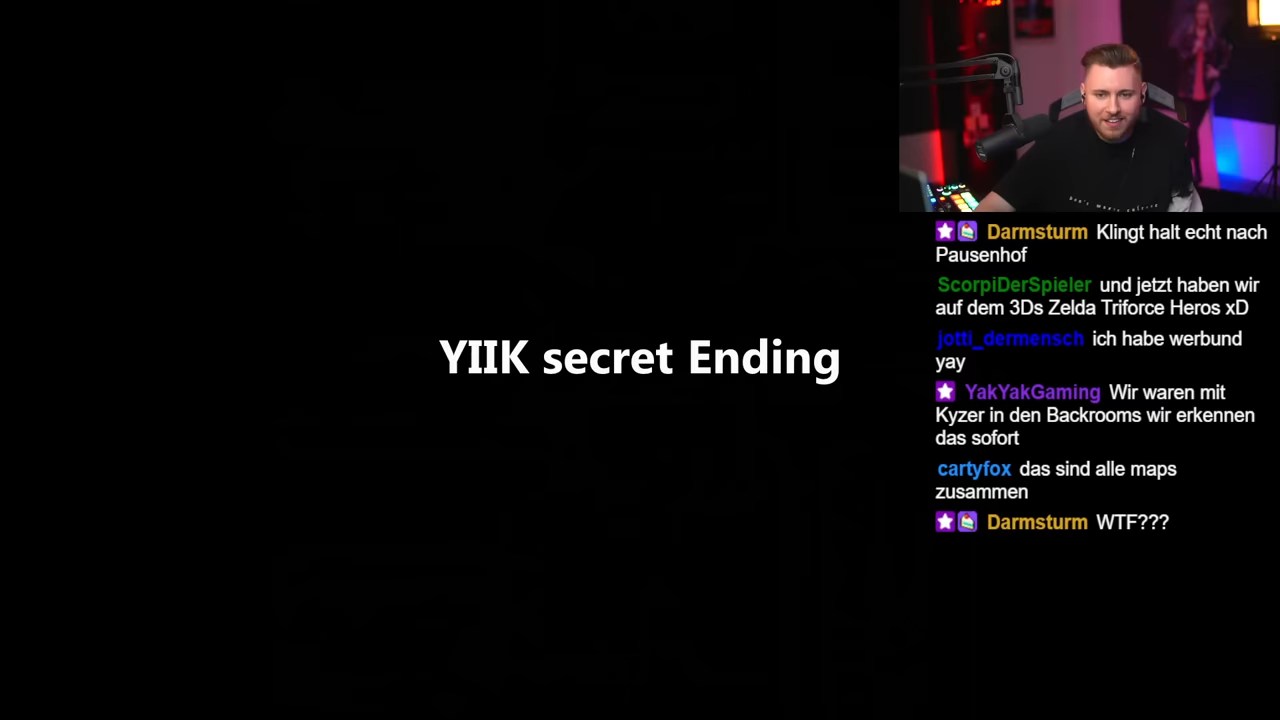 YIIK secret Ending
Darmsturm Klingt halt echt nach
Pausenhof
ScorpiDerSpieler und jetzt haben wir
auf dem 3Ds Zelda Triforce Heros xD
jotti_dermensch ich habe werbund
yay
YakYakGaming Wir waren mit
Kyzer in den Backrooms wir erkennen
das sofort
cartyfox das sind alle maps
zusammen
Darmsturm WTF???